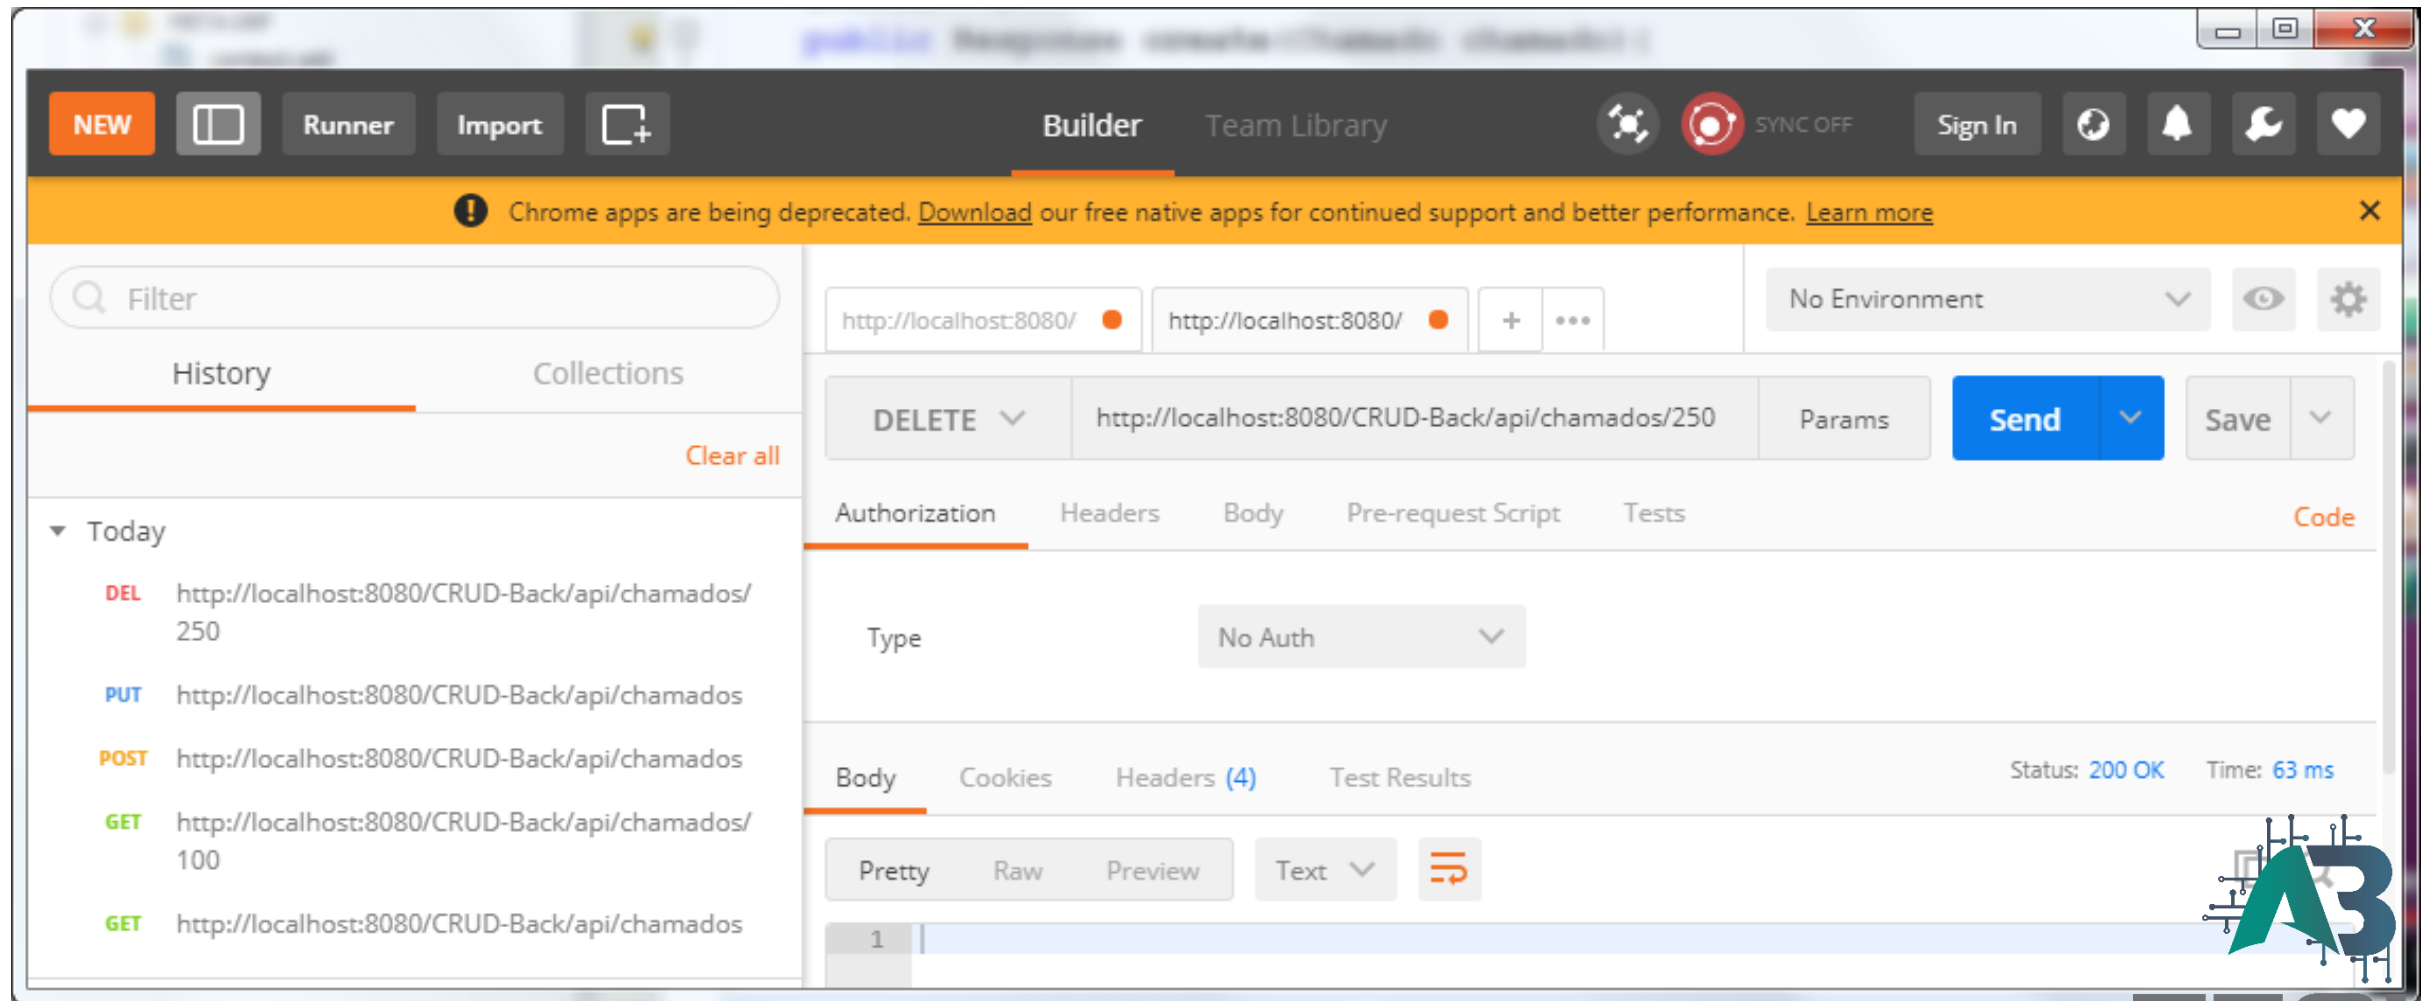 public Response create(Chamado chamado){
NEW Runner Import Builder Team Library SYNC OFF Sign In
Chrome apps are being deprecated. Download our free native apps for continued support and better performance. Learn more
Filter
History Collections
Clear all
Today
DEL http://localhost:8080/CRUD-Back/api/chamados/
250
PUT http://localhost:8080/CRUD-Back/api/chamados
POST http://localhost:8080/CRUD-Back/api/chamados
GET http://localhost:8080/CRUD-Back/api/chamados/
100
GET http://localhost:8080/CRUD-Back/api/chamados
http://localhost:8080/ http://localhost:8080/ + ••• No Environment
DELETE http://localhost:8080/CRUD-Back/api/chamados/250 Params Send Save
Authorization Headers Body Pre-request Script Tests Code
Type No Auth
Body Cookies Headers (4) Test Results Status: 200 OK Time: 63 ms
Pretty Raw Preview Text
1
A3